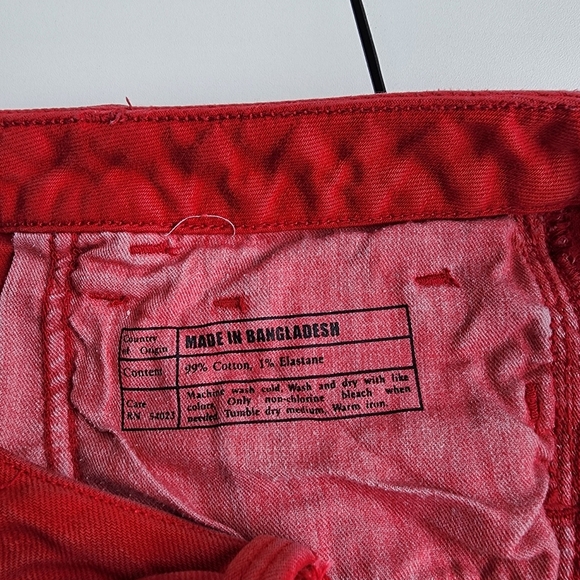 Country of Origin MADE IN BANGLADESH
Content 99% Cotton, 1% Elastane
Care Machine wash cold. Wash and dry with like
colors. Only non-chlorine bleach when
RN 54023 needed. Tumble dry medium. Warm iron.